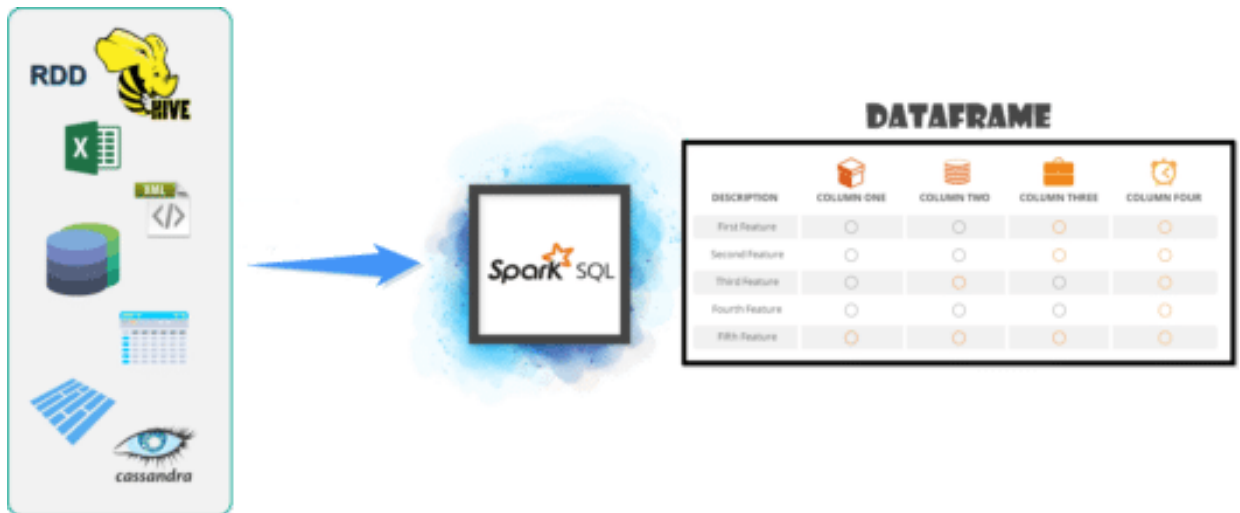 RDD
HIVE
X
XML
</>
cassandra
Spark SQL
DATAFRAME
DESCRIPTION COLUMN ONE COLUMN TWO COLUMN THREE COLUMN FOUR
First Feature
Second Feature
Third Feature
Fourth Feature
Fifth Feature